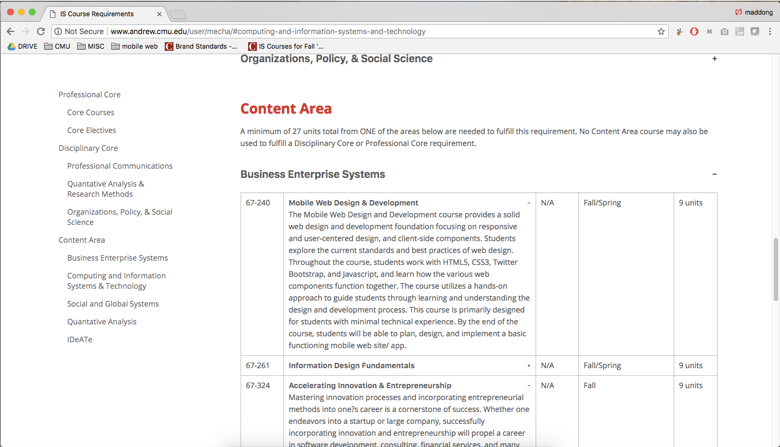 IS Course Requirements
maddong
Not Secure www.andrew.cmu.edu/user/mecha/#computing-and-information-systems-and-technology
DRIVE CMU MISC mobile web Brand Standards -... IS Courses for Fall '...
Organizations, Policy, & Social Science +
Professional Core
Core Courses
Core Electives
Disciplinary Core
Professional Communications
Quantative Analysis &
Research Methods
Organizations, Policy, & Social
Science
Content Area
Business Enterprise Systems
Computing and Information
Systems & Technology
Social and Global Systems
Quantitative Analysis
IDeATe
Content Area
A minimum of 27 units total from ONE of the areas below are needed to fulfill this requirement. No Content Area course may also be
used to fulfill a Disciplinary Core or Professional Core requirement.
Business Enterprise Systems –
67-240 Mobile Web Design & Development - N/A Fall/Spring 9 units
The Mobile Web Design and Development course provides a solid
web design and development foundation focusing on responsive
and user-centered design, and client-side components. Students
explore the current standards and best practices of web design.
Throughout the course, students work with HTML5, CSS3, Twitter
Bootstrap, and Javascript, and learn how the various web
components function together. The course utilizes a hands-on
approach to guide students through learning and understanding the
design and development process. This course is primarily designed
for students with minimal technical experience. By the end of the
course, students will be able to plan, design, and implement a basic
functioning mobile web site/ app.
67-261 Information Design Fundamentals + N/A Fall/Spring 9 units
67-324 Accelerating Innovation & Entrepreneurship - N/A Fall 9 units
Mastering innovation processes and incorporating entrepreneurial
methods into one?s career is a cornerstone of success. Whether one
endeavors into a startup or large company, successfully
incorporating innovation and entrepreneurship will propel a career
in software development, consulting, financial services, and many